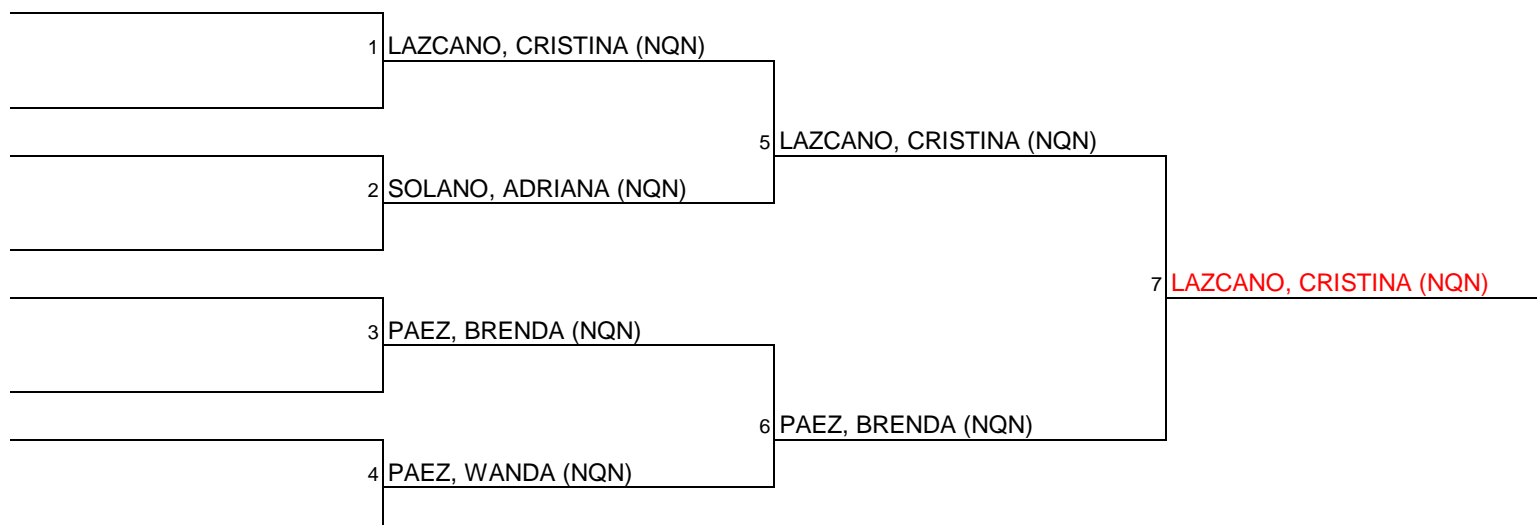 1 LAZCANO, CRISTINA (NQN)
5 LAZCANO, CRISTINA (NQN)
2 SOLANO, ADRIANA (NQN)
7 LAZCANO, CRISTINA (NQN)
3 PAEZ, BRENDA (NQN)
6 PAEZ, BRENDA (NQN)
4 PAEZ, WANDA (NQN)